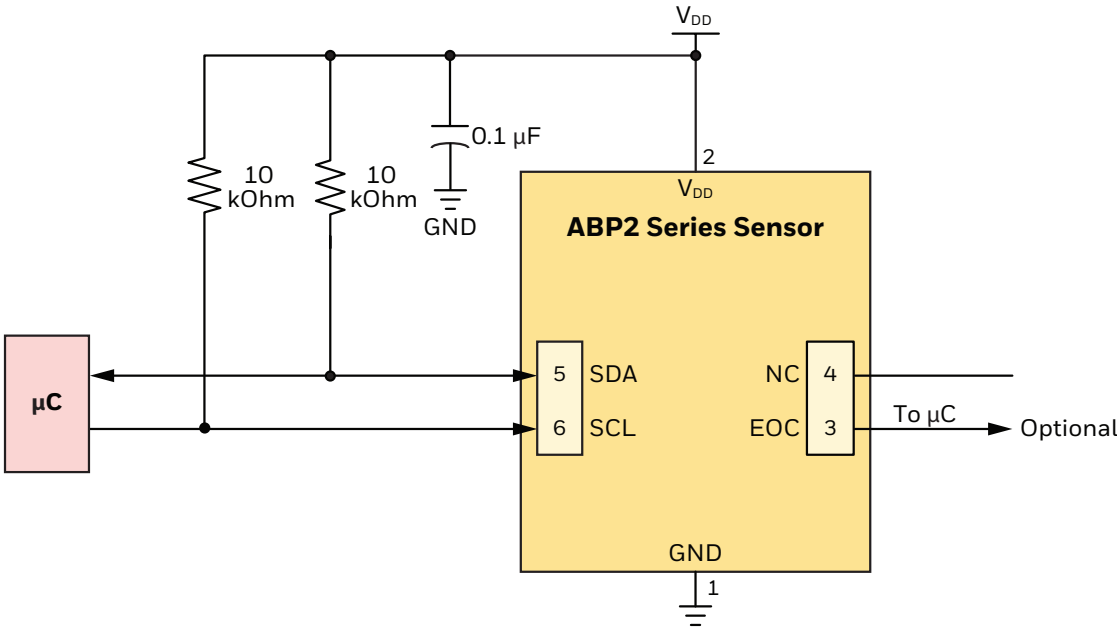 VDD
0.1 µF
10
kOhm
10
kOhm
GND
2
VDD
ABP2 Series Sensor
µC
5 SDA
6 SCL
NC 4
EOC 3
To µC
Optional
GND
1